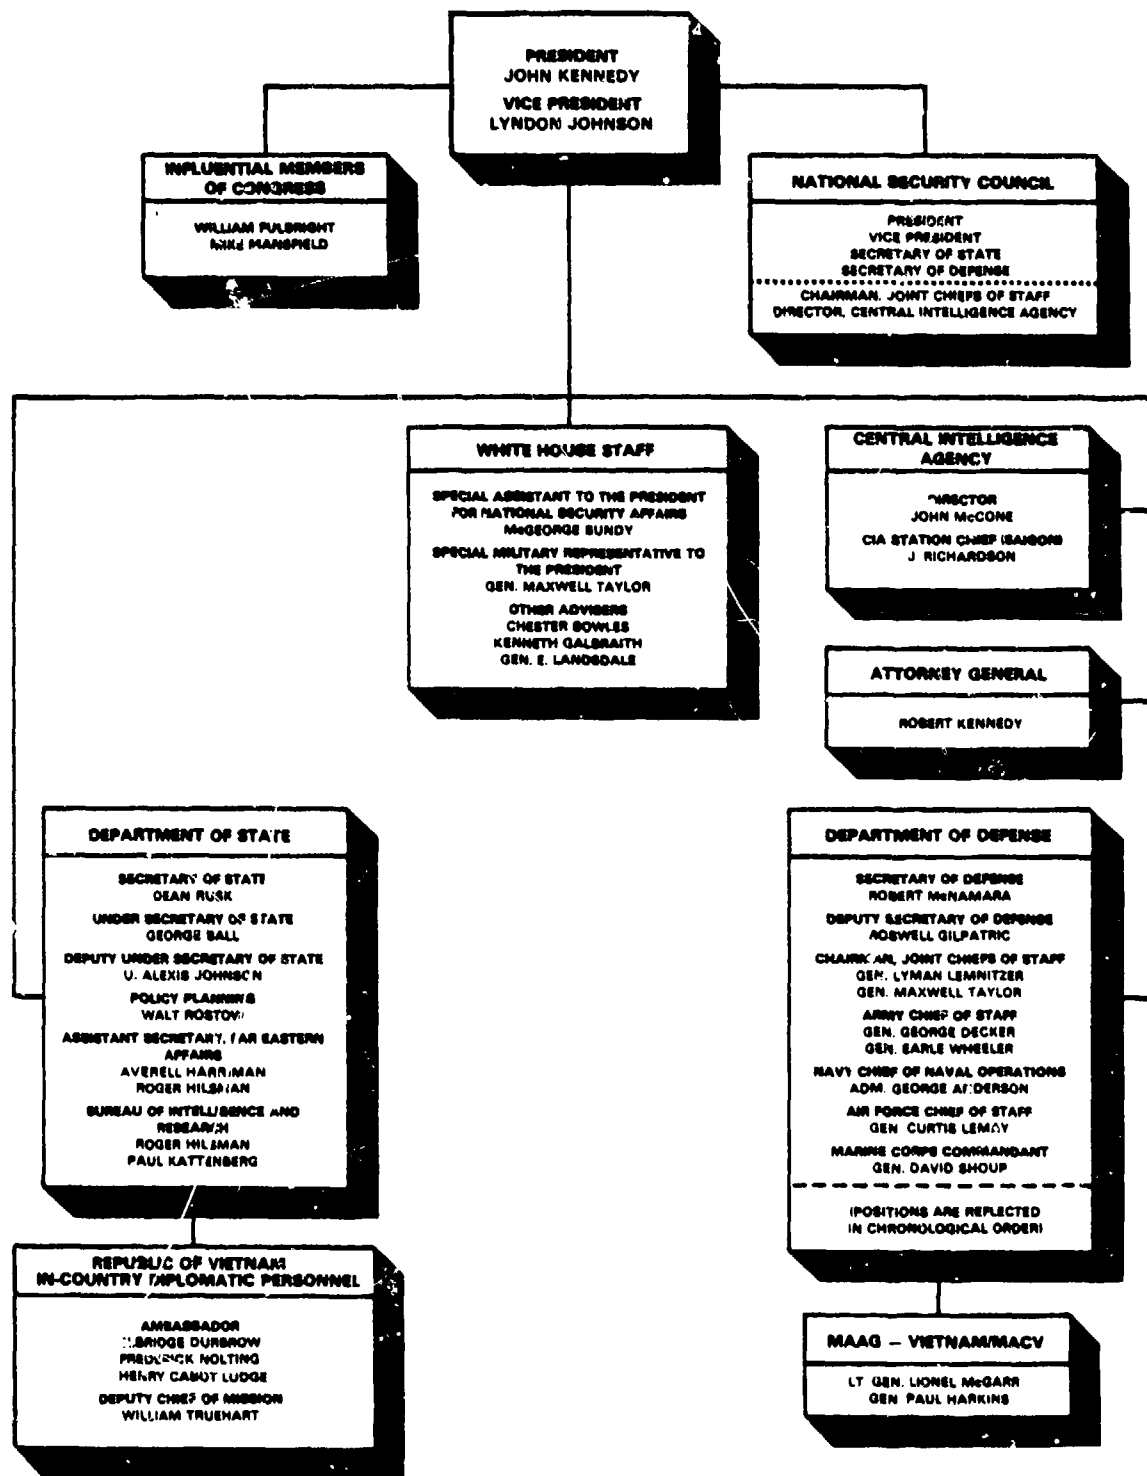 PRESIDENT
JOHN KENNEDY
VICE PRESIDENT
LYNDON JOHNSON
INFLUENTIAL MEMBERS
OF CONGRESS
WILLIAM FULBRIGHT
MIKE MANSFIELD
NATIONAL SECURITY COUNCIL
PRESIDENT
VICE PRESIDENT
SECRETARY OF STATE
SECRETARY OF DEFENSE
CHAIRMAN, JOINT CHIEFS OF STAFF
DIRECTOR, CENTRAL INTELLIGENCE AGENCY
WHITE HOUSE STAFF
SPECIAL ASSISTANT TO THE PRESIDENT
FOR NATIONAL SECURITY AFFAIRS
McGEORGE BUNDY
SPECIAL MILITARY REPRESENTATIVE TO
THE PRESIDENT
GEN. MAXWELL TAYLOR
OTHER ADVISERS
CHESTER BOWLES
KENNETH GALBRAITH
GEN. E. LANDSDALE
CENTRAL INTELLIGENCE
AGENCY
DIRECTOR
JOHN McCONE
CIA STATION CHIEF (SAIGON)
J. RICHARDSON
ATTORNEY GENERAL
ROBERT KENNEDY
DEPARTMENT OF STATE
SECRETARY OF STATE
DEAN RUSK
UNDER SECRETARY OF STATE
GEORGE BALL
DEPUTY UNDER SECRETARY OF STATE
U. ALEXIS JOHNSON
POLICY PLANNING
WALT ROSTOW
ASSISTANT SECRETARY, FAR EASTERN
AFFAIRS
AVERELL HARRIMAN
ROGER HILSMAN
BUREAU OF INTELLIGENCE AND
RESEARCH
ROGER HILSMAN
PAUL KATTENBERG
DEPARTMENT OF DEFENSE
SECRETARY OF DEFENSE
ROBERT McNAMARA
DEPUTY SECRETARY OF DEFENSE
ROSWELL GILPATRIC
CHAIRMAN, JOINT CHIEFS OF STAFF
GEN. LYMAN LEMNITZER
GEN. MAXWELL TAYLOR
ARMY CHIEF OF STAFF
GEN. GEORGE DECKER
GEN. EARLE WHEELER
NAVY CHIEF OF NAVAL OPERATIONS
ADM. GEORGE ANDERSON
AIR FORCE CHIEF OF STAFF
GEN. CURTIS LEMAY
MARINE CORPS COMMANDANT
GEN. DAVID SHOUP
(POSITIONS ARE REFLECTED
IN CHRONOLOGICAL ORDER)
REPUBLIC OF VIETNAM
IN-COUNTRY DIPLOMATIC PERSONNEL
AMBASSADOR
ELBRIDGE DURBROW
FREDERICK NOLTING
HENRY CABOT LODGE
DEPUTY CHIEF OF MISSION
WILLIAM TRUEHART
MAAG – VIETNAM/MACV
LT. GEN. LIONEL McGARR
GEN. PAUL HARKINS